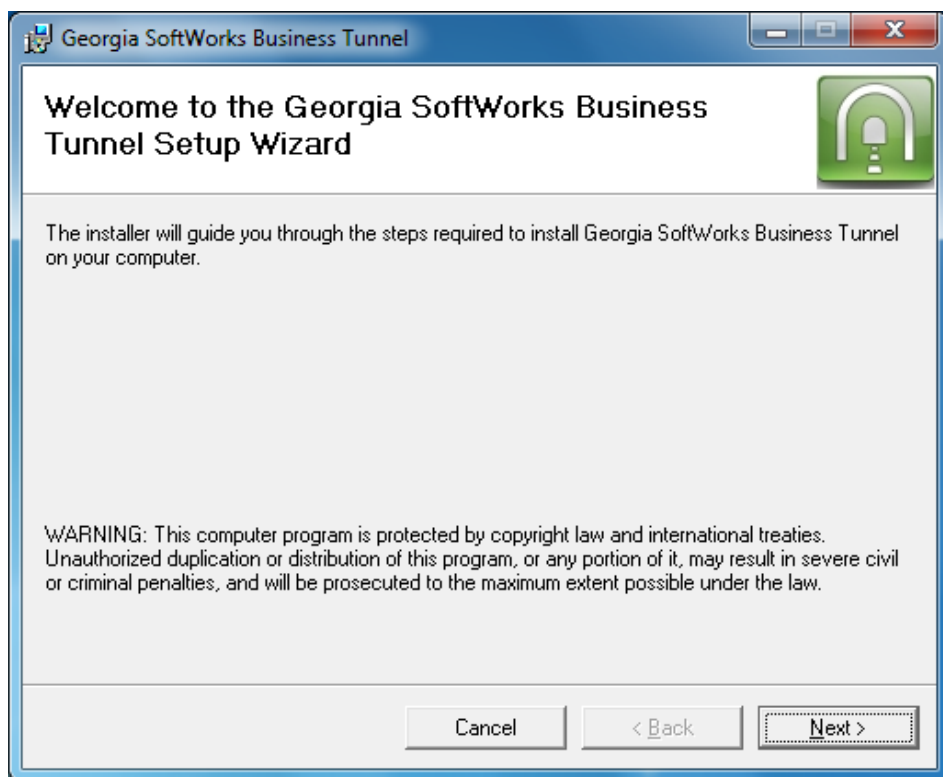 Georgia SoftWorks Business Tunnel
Welcome to the Georgia SoftWorks Business
Tunnel Setup Wizard
The installer will guide you through the steps required to install Georgia SoftWorks Business Tunnel
on your computer.
WARNING: This computer program is protected by copyright law and international treaties.
Unauthorized duplication or distribution of this program, or any portion of it, may result in severe civil
or criminal penalties, and will be prosecuted to the maximum extent possible under the law.
Cancel < Back Next >